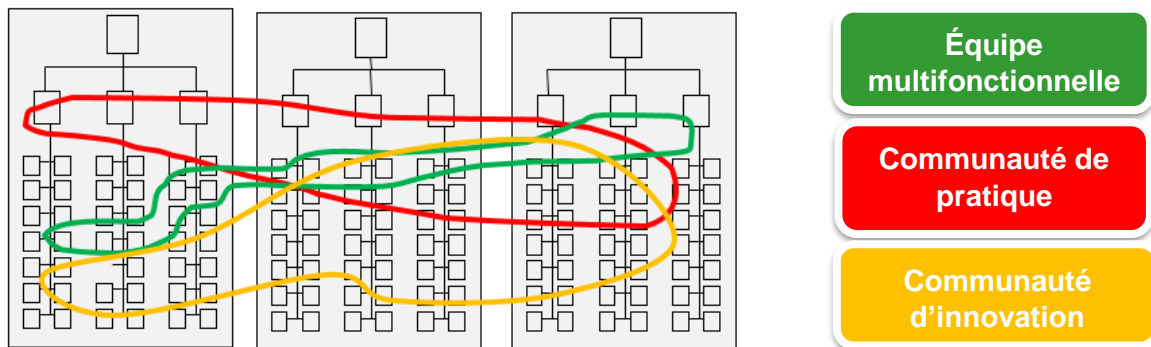 Équipe
multifonctionnelle
Communauté de
pratique
Communauté
d’innovation